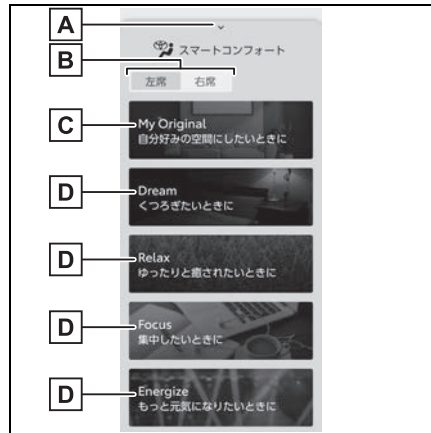 A
スマートコンフォート
B
左席 右席
C
My Original
自分好みの空間にしたいときに
D
Dream
くつろぎたいときに
D
Relax
ゆったりと癒されたいときに
D
Focus
集中したいときに
D
Energize
もっと元気になりたいときに